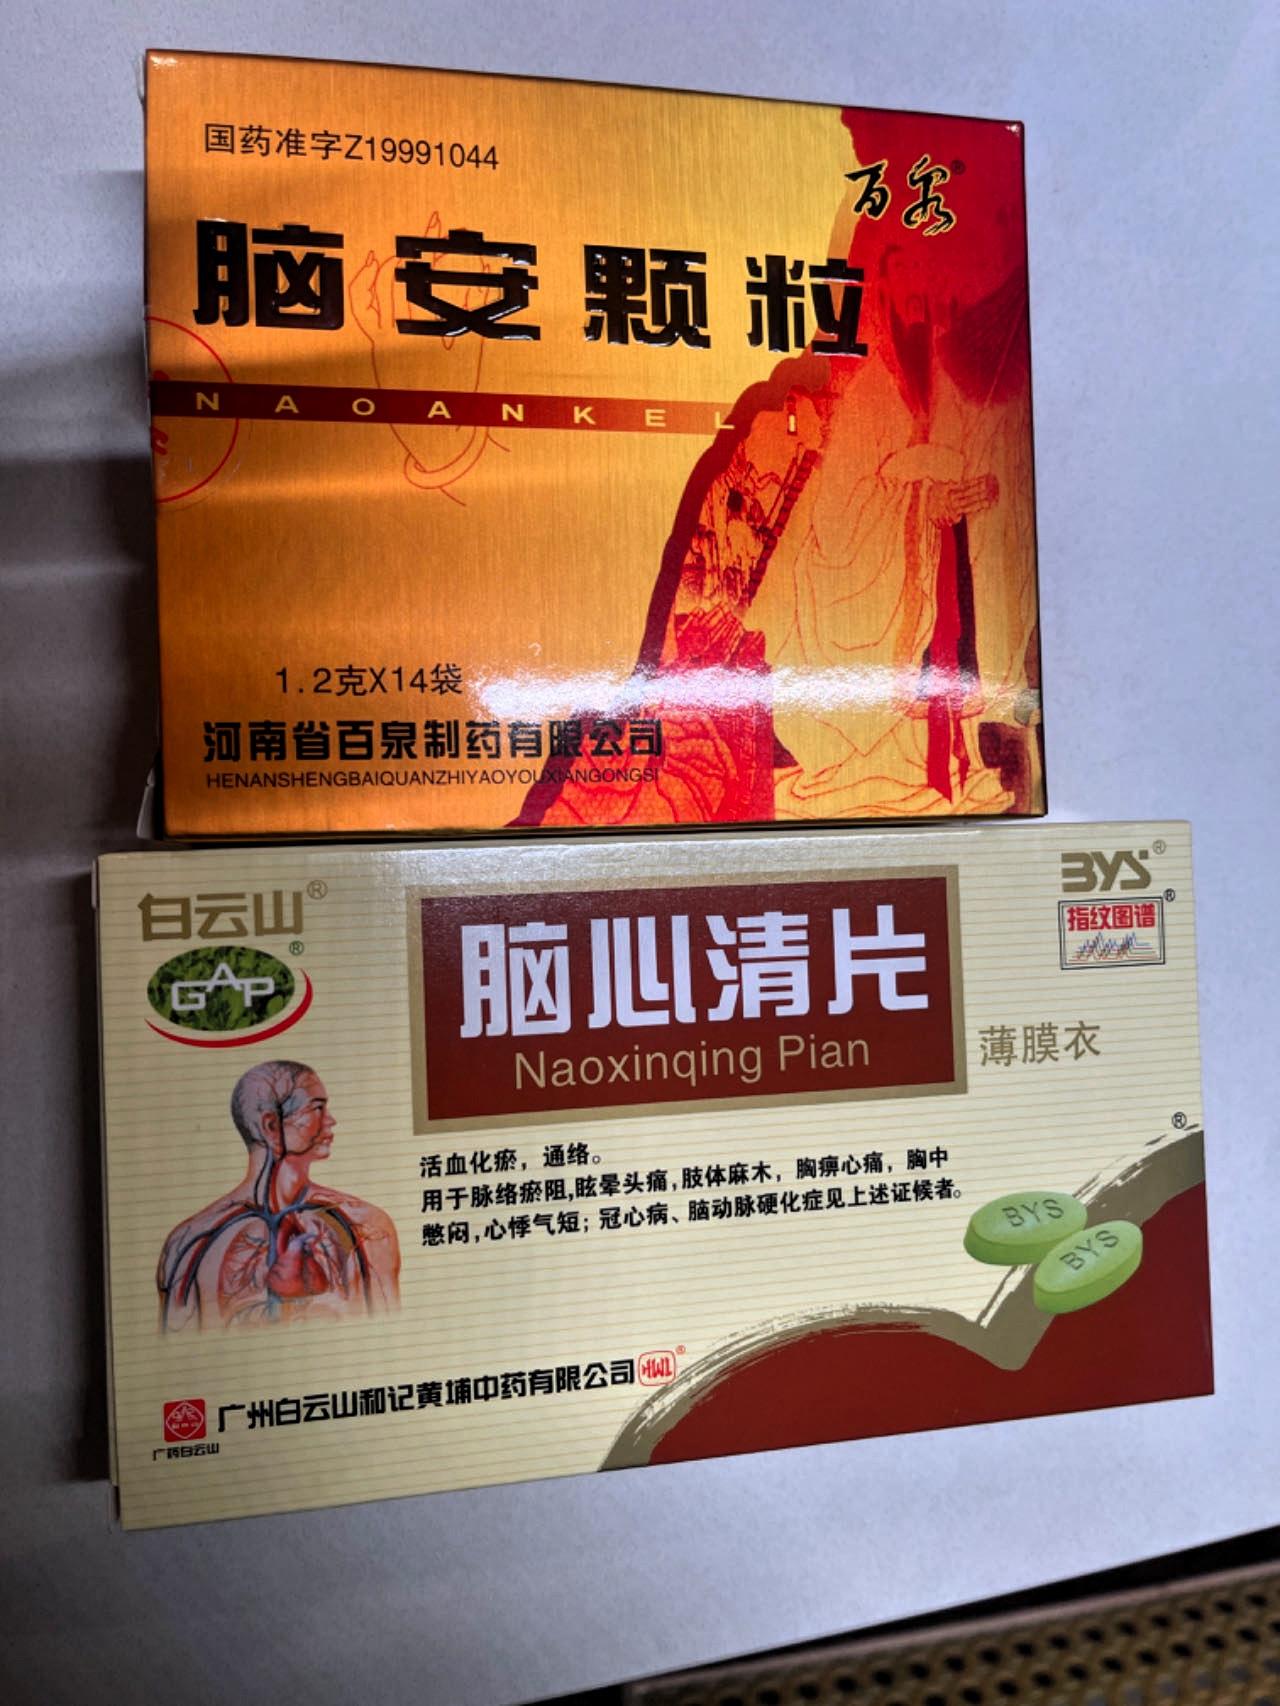 国药准字Z19991044
百泉®
脑安颗粒
NAOANKELI
1.2克X14袋
河南省百泉制药有限公司
HENANSHENGBAIQUANZHIYAOYOUXIANGONGSI
白云山®
GAP®
BYS®
指纹图谱®
脑心清片
Naoxinqing Pian
薄膜衣
®
活血化瘀，通络。
用于脉络瘀阻,眩晕头痛,肢体麻木，胸痹心痛，胸中
憋闷,心悸气短；冠心病、脑动脉硬化症见上述证候者。
BYS
BYS
广州白云山和记黄埔中药有限公司
HWL®
广药白云山